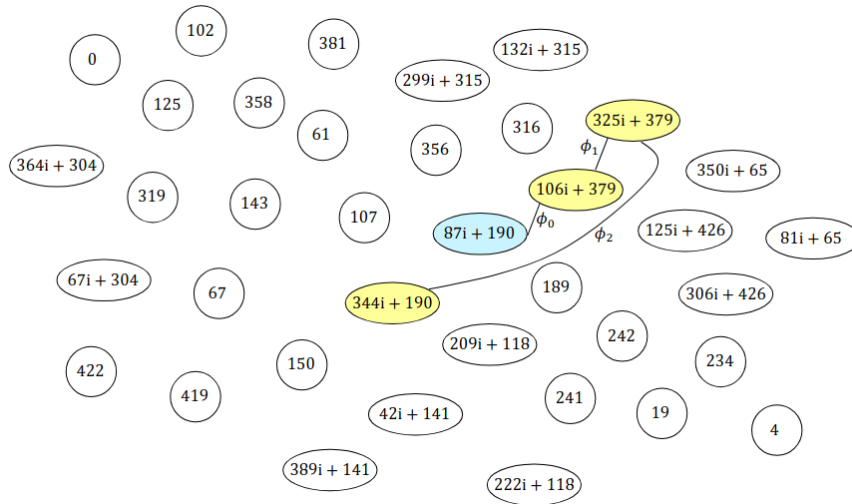 102
381
132i + 315
0
299i + 315
125
358
325i + 379
61
316
356
ϕ₁
364i + 304
350i + 65
319
106i + 379
143
107
ϕ₀
87i + 190
ϕ₂
125i + 426
81i + 65
67i + 304
67
189
306i + 426
344i + 190
209i + 118
242
234
150
422
419
241
19
42i + 141
4
389i + 141
222i + 118